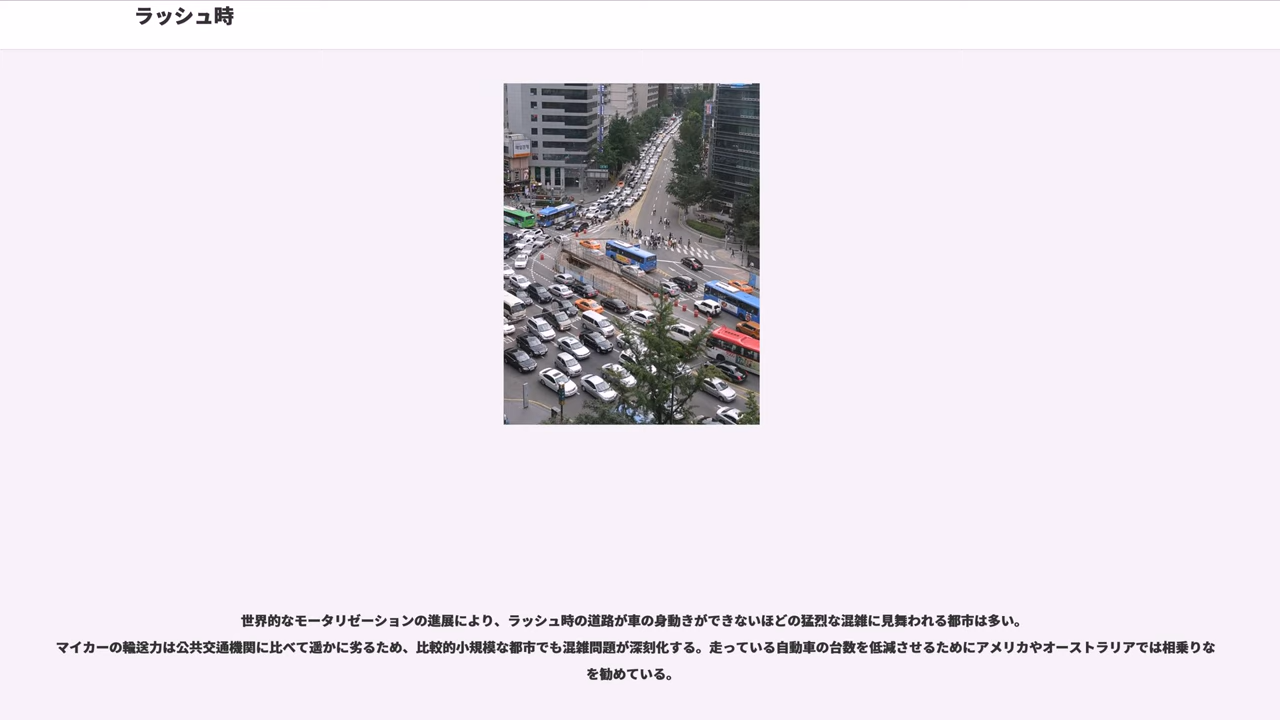 ラッシュ時
世界的なモータリゼーションの進展により、ラッシュ時の道路が車の身動きができないほどの猛烈な混雑に見舞われる都市は多い。
マイカーの輸送力は公共交通機関に比べて遥かに劣るため、比較的小規模な都市でも混雑問題が深刻化する。走っている自動車の台数を低減させるためにアメリカやオーストラリアでは相乗りな
を勧めている。